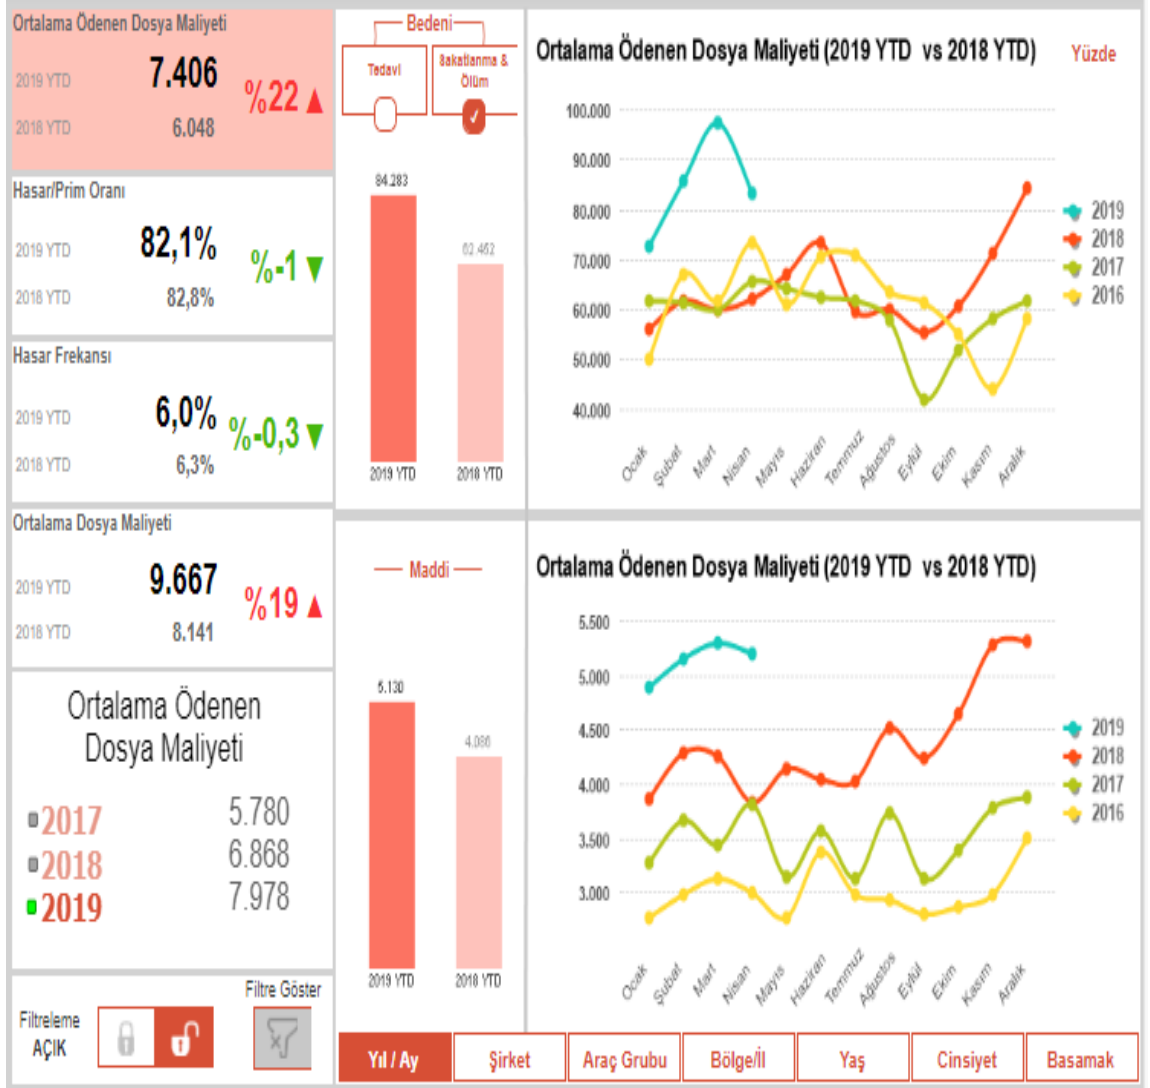 Ortalama Ödenen Dosya Maliyeti
2019 YTD
7.406
%22 ▲
2018 YTD
6.048
Hasar/Prim Oranı
2019 YTD
82,1%
%-1 ▼
2018 YTD
82,8%
Hasar Frekansı
2019 YTD
6,0%
%-0,3 ▼
2018 YTD
6,3%
Ortalama Dosya Maliyeti
2019 YTD
9.667
%19 ▲
2018 YTD
8.141
Ortalama Ödenen
Dosya Maliyeti
2017 5.780
2018 6.868
2019 7.978
Filtreleme
AÇIK
Filtre Göster
Bedeni
Tedavi
Sakatlanma &
Ölüm
84.283
62.462
2019 YTD
2018 YTD
Maddi
5.130
4.086
2019 YTD
2018 YTD
Ortalama Ödenen Dosya Maliyeti (2019 YTD vs 2018 YTD)
Yüzde
100.000
90.000
80.000
70.000
60.000
50.000
40.000
Ocak
Şubat
Mart
Nisan
Mayıs
Haziran
Temmuz
Ağustos
Eylül
Ekim
Kasım
Aralık
2019
2018
2017
2016
Ortalama Ödenen Dosya Maliyeti (2019 YTD vs 2018 YTD)
5.500
5.000
4.500
4.000
3.500
3.000
Ocak
Şubat
Mart
Nisan
Mayıs
Haziran
Temmuz
Ağustos
Eylül
Ekim
Kasım
Aralık
2019
2018
2017
2016
Yıl / Ay
Şirket
Araç Grubu
Bölge/İl
Yaş
Cinsiyet
Basamak